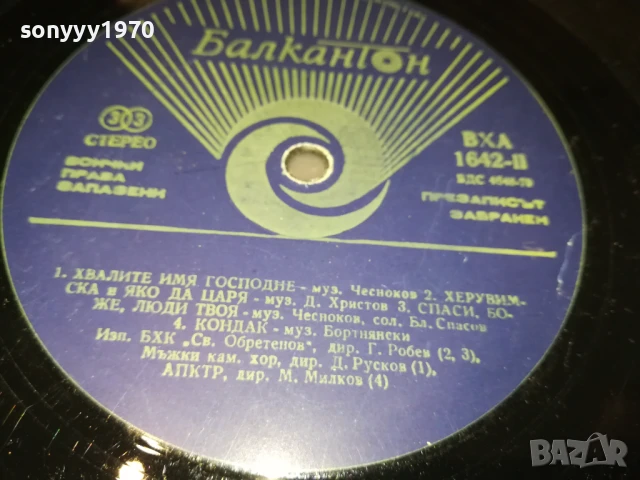 sonyyy1970
Балкантон
33
СТЕРЕО
ВСИЧКИ
ПРАВА
ЗАПАЗЕНИ
ВХА
1642-II
БДС 4848-79
ПРЕЗАПИСЪТ
ЗАБРАНЕН
1. ХВАЛИТЕ ИМЯ ГОСПОДНЕ - муз. Чесноков 2. ХЕРУВИМ-
СКА и ЯКО ДА ЦАРЯ - муз. Д. Христов 3. СПАСИ, БО-
ЖЕ, ЛЮДИ ТВОЯ - муз. Чесноков, сол. Бл. Спасов
4. КОНДАК - муз. Бортнянски
Изп. БХК „Св. Обретенов", дир. Г. Робев (2, 3),
Мъжки кам. хор, дир. Д. Русков (1),
АПКТР, дир. М. Милков (4)
BAZAR